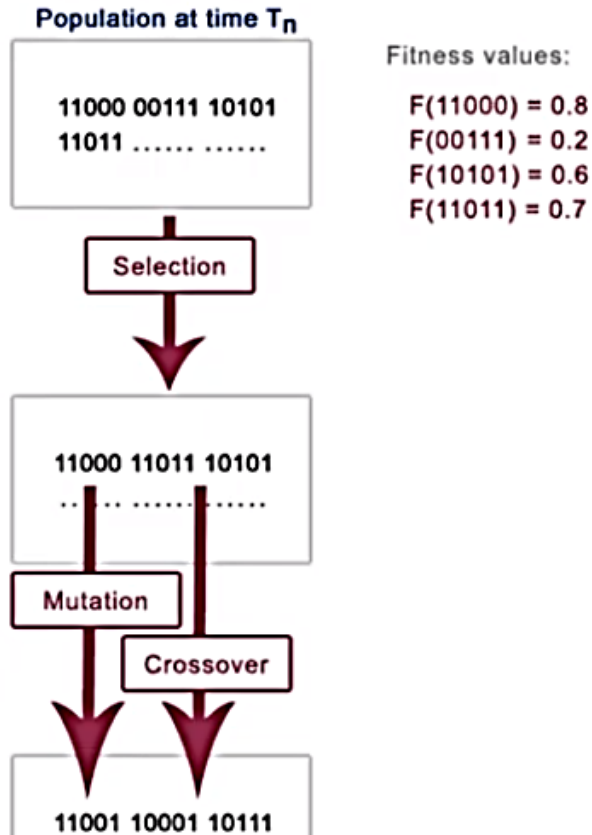 Population at time Tn
11000 00111 10101
11011 ...... ......
Fitness values:
F(11000) = 0.8
F(00111) = 0.2
F(10101) = 0.6
F(11011) = 0.7
Selection
11000 11011 10101
...... ...... ......
Mutation
Crossover
11001 10001 10111